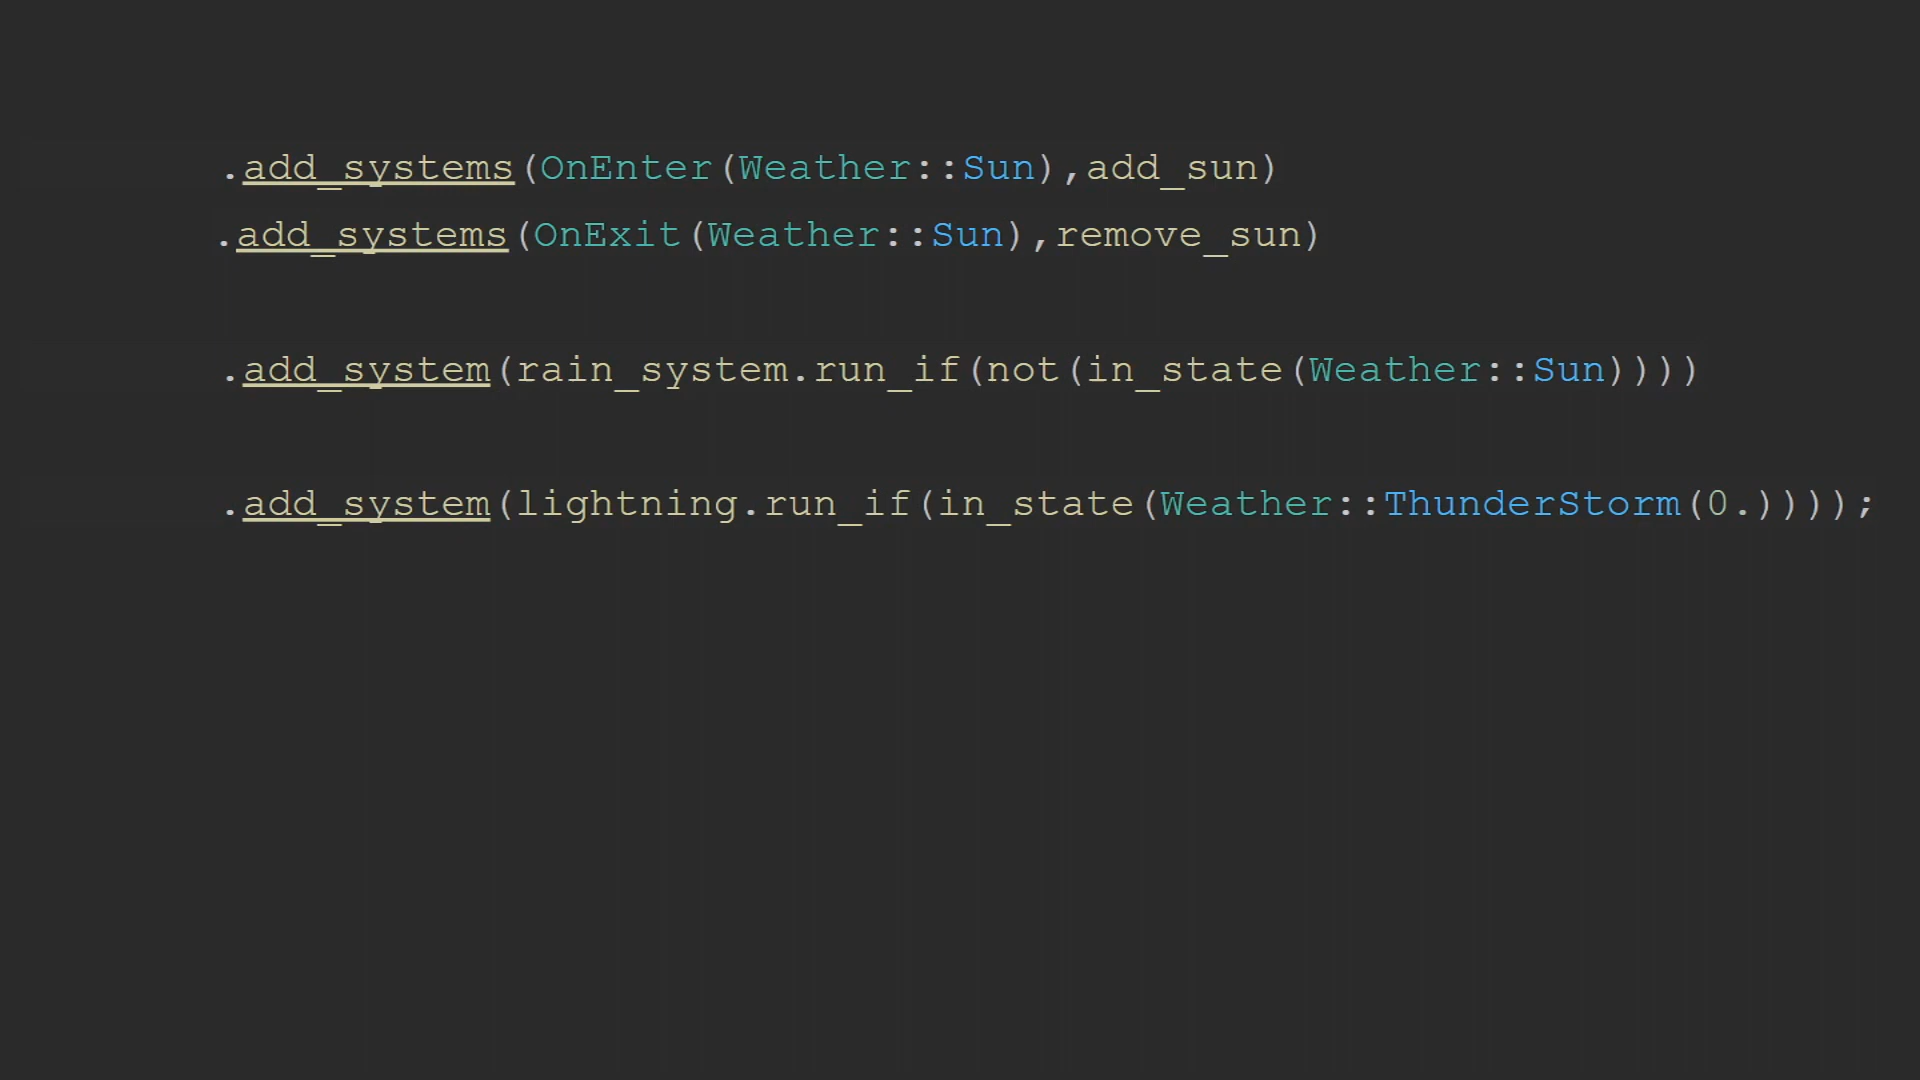 .add_systems(OnEnter(Weather::Sun),add_sun)
.add_systems(OnExit(Weather::Sun),remove_sun)
.add_system(rain_system.run_if(not(in_state(Weather::Sun))))
.add_system(lightning.run_if(in_state(Weather::ThunderStorm(0.))));